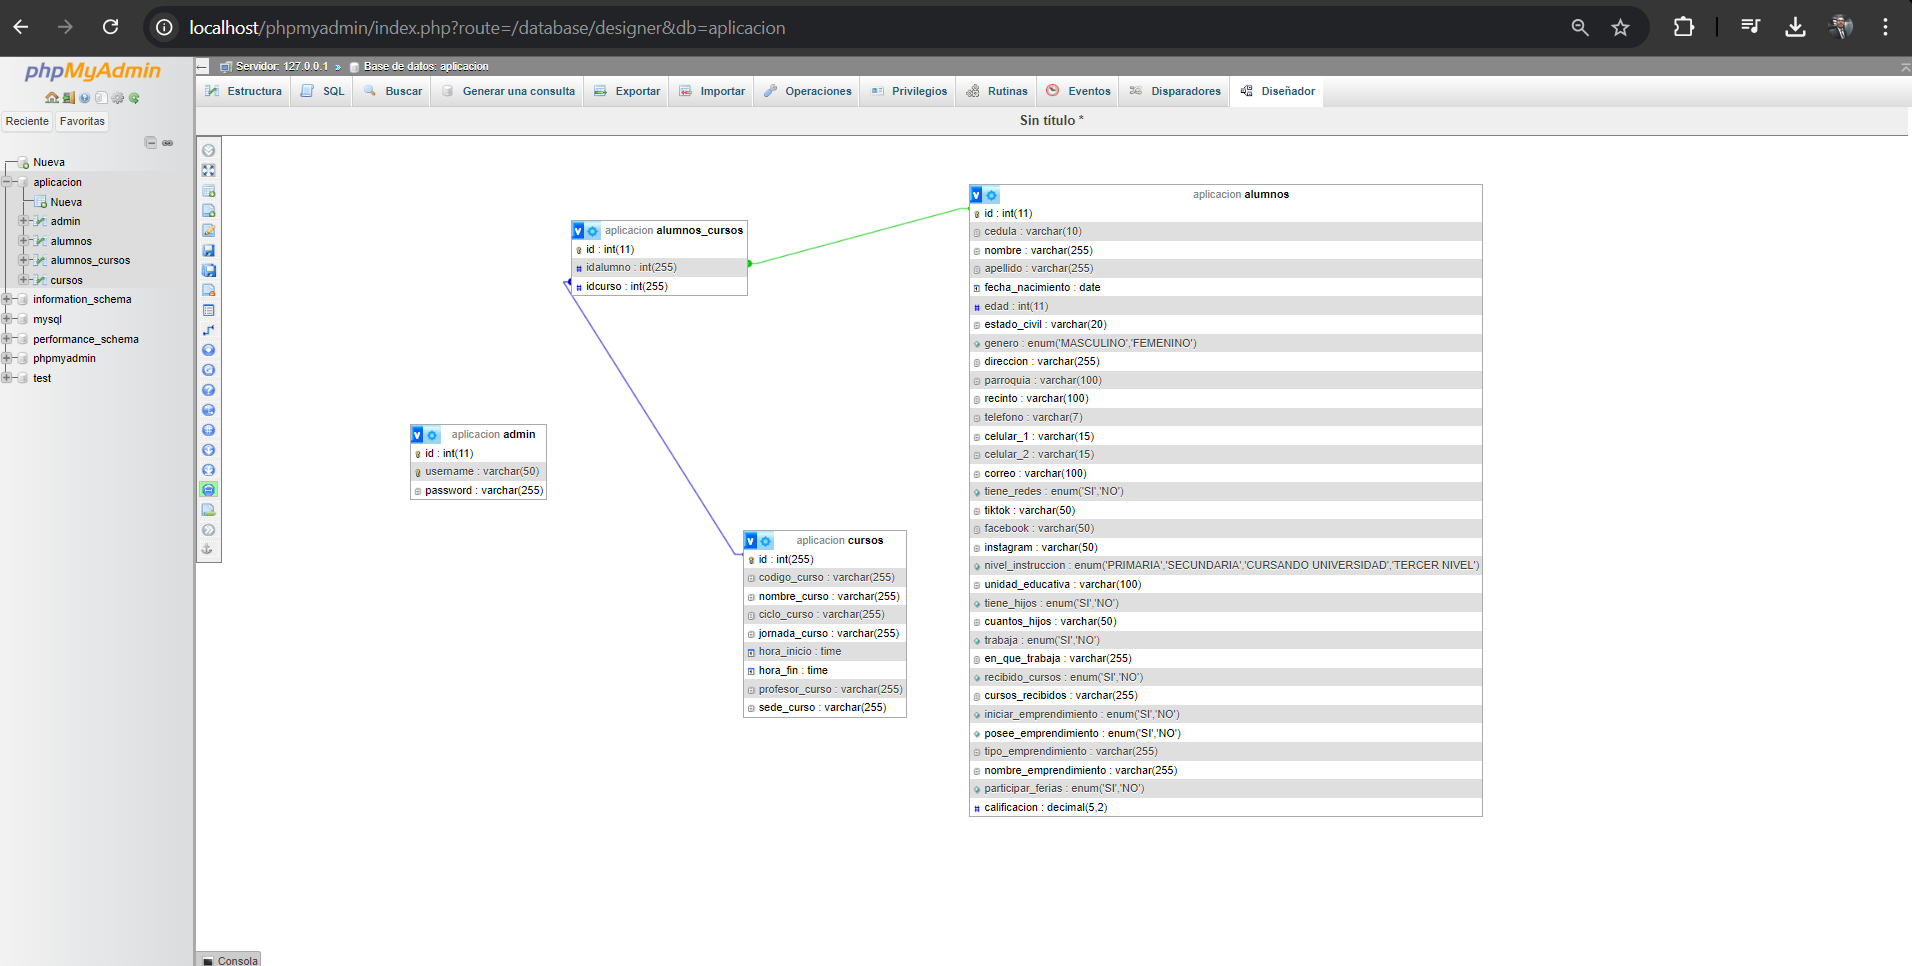 localhost/phpmyadmin/index.php?route=/database/designer&db=aplicacion
phpMyAdmin
Reciente Favoritas
Nueva
aplicacion
Nueva
admin
alumnos
alumnos_cursos
cursos
information_schema
mysql
performance_schema
phpmyadmin
test
Servidor: 127.0.0.1 » Base de datos: aplicacion
Estructura SQL Buscar Generar una consulta Exportar Importar Operaciones Privilegios Rutinas Eventos Disparadores Diseñador
Sin título *
aplicacion alumnos_cursos
id : int(11)
idalumno : int(255)
idcurso : int(255)
aplicacion admin
id : int(11)
username : varchar(50)
password : varchar(255)
aplicacion cursos
id : int(255)
codigo_curso : varchar(255)
nombre_curso : varchar(255)
ciclo_curso : varchar(255)
jornada_curso : varchar(255)
hora_inicio : time
hora_fin : time
profesor_curso : varchar(255)
sede_curso : varchar(255)
aplicacion alumnos
id : int(11)
cedula : varchar(10)
nombre : varchar(255)
apellido : varchar(255)
fecha_nacimiento : date
edad : int(11)
estado_civil : varchar(20)
genero : enum('MASCULINO','FEMENINO')
direccion : varchar(255)
parroquia : varchar(100)
recinto : varchar(100)
telefono : varchar(7)
celular_1 : varchar(15)
celular_2 : varchar(15)
correo : varchar(100)
tiene_redes : enum('SI','NO')
tiktok : varchar(50)
facebook : varchar(50)
instagram : varchar(50)
nivel_instruccion : enum('PRIMARIA','SECUNDARIA','CURSANDO UNIVERSIDAD','TERCER NIVEL')
unidad_educativa : varchar(100)
tiene_hijos : enum('SI','NO')
cuantos_hijos : varchar(50)
trabaja : enum('SI','NO')
en_que_trabaja : varchar(255)
recibido_cursos : enum('SI','NO')
cursos_recibidos : varchar(255)
iniciar_emprendimiento : enum('SI','NO')
posee_emprendimiento : enum('SI','NO')
tipo_emprendimiento : varchar(255)
nombre_emprendimiento : varchar(255)
participar_ferias : enum('SI','NO')
calificacion : decimal(5,2)
Consola